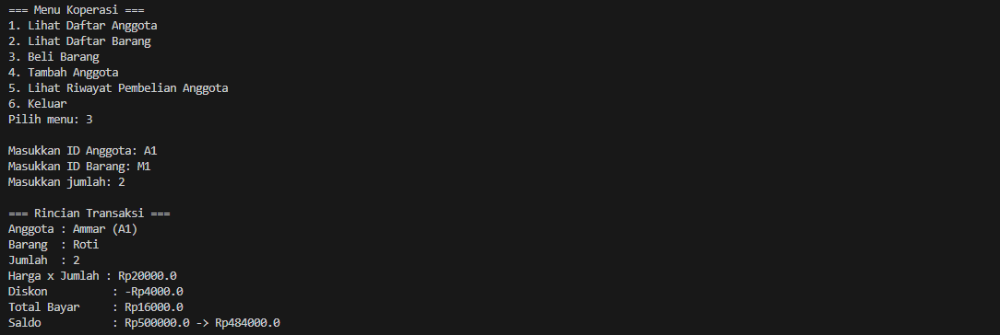 === Menu Koperasi ===
1. Lihat Daftar Anggota
2. Lihat Daftar Barang
3. Beli Barang
4. Tambah Anggota
5. Lihat Riwayat Pembelian Anggota
6. Keluar
Pilih menu: 3
Masukkan ID Anggota: A1
Masukkan ID Barang: M1
Masukkan jumlah: 2
=== Rincian Transaksi ===
Anggota : Ammar (A1)
Barang  : Roti
Jumlah  : 2
Harga x Jumlah : Rp20000.0
Diskon          : -Rp4000.0
Total Bayar     : Rp16000.0
Saldo           : Rp500000.0 -> Rp484000.0